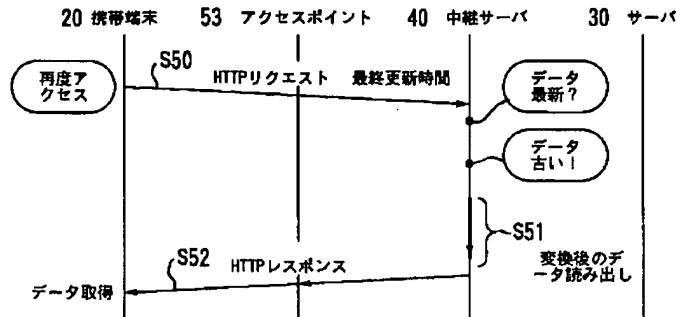 20 携帯端末 53 アクセスポイント 40 中継サーバ 30 サーバ
再度ア
クセス
S50
HTTPリクエスト 最終更新時間
データ
最新？
データ
古い！
S51
変換後のデ
ータ読み出し
S52
HTTPレスポンス
データ取得